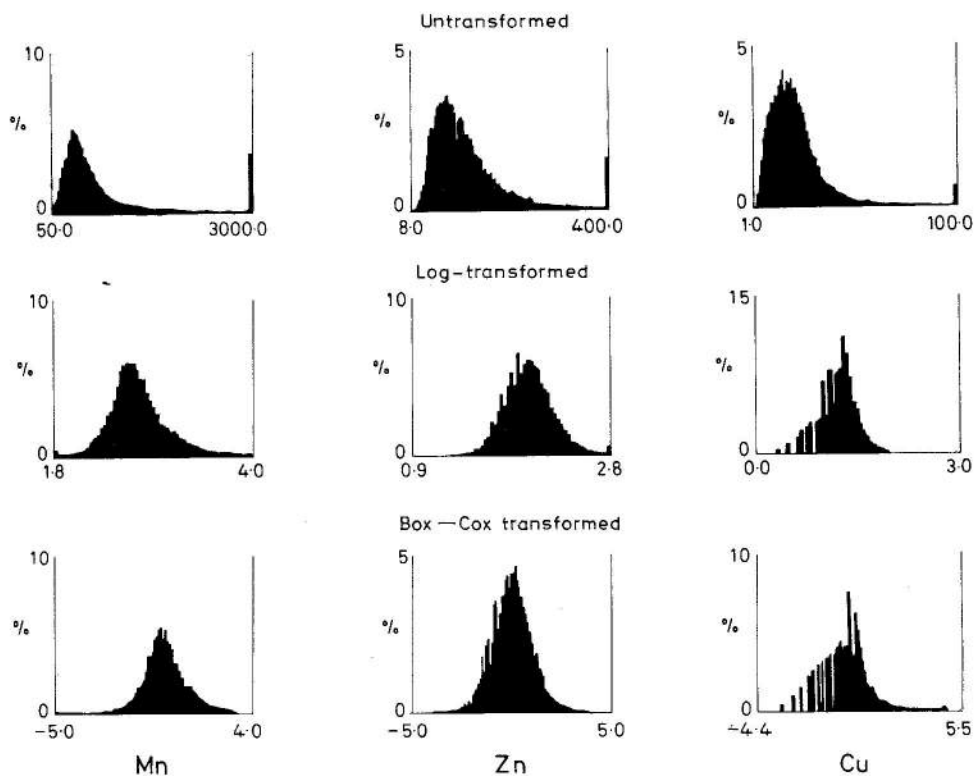 Untransformed
10 5 5
% % %
0 0 0
50·0 3000·0 8·0 400·0 1·0 100·0
Log-transformed
10 10 15
% % %
0 0 0
1·8 4·0 0·9 2·8 0·0 3·0
Box—Cox transformed
10 5 10
% % %
0 0 0
-5·0 4·0 -5·0 5·0 -4·4 5·5
Mn Zn Cu